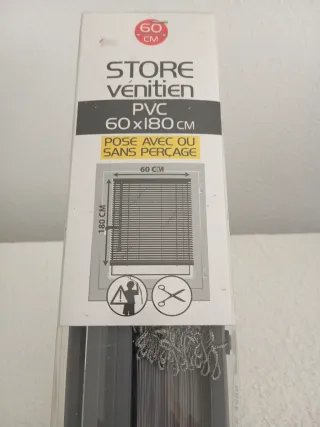 60
CM
STORE
vénitien
PVC
60x180 CM
POSE AVEC OU
SANS PERÇAGE
60 CM
180 CM